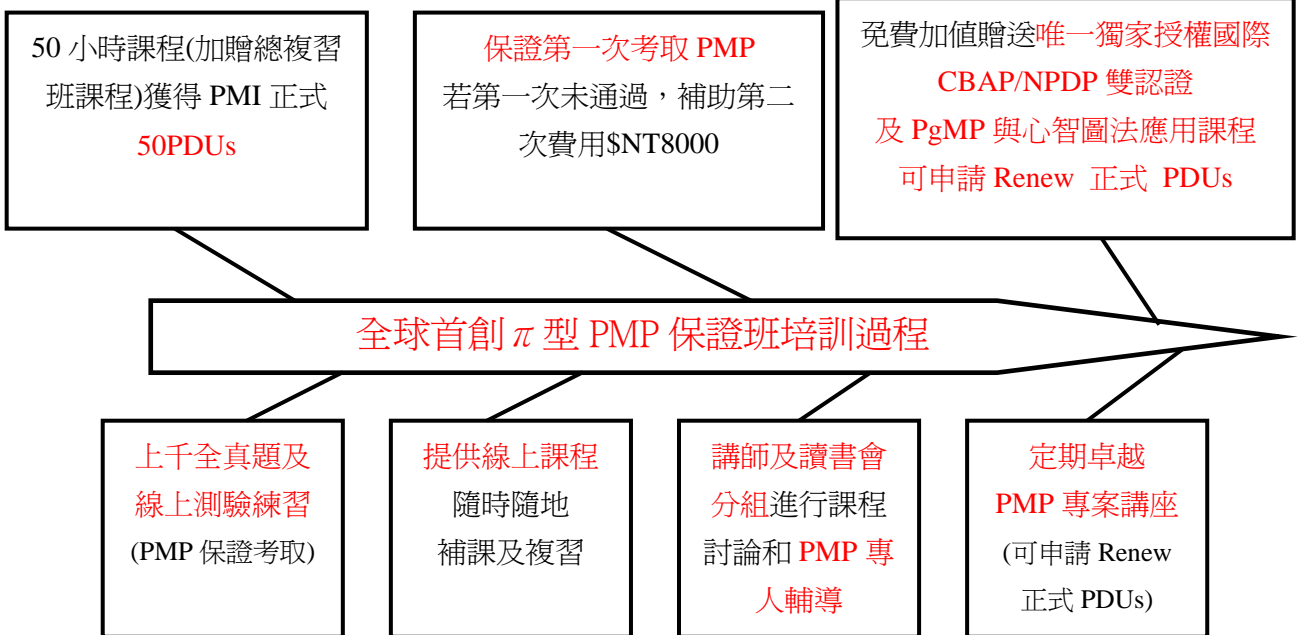 50 小時課程(加贈總複習
班課程)獲得 PMI 正式
50PDUs
保證第一次考取 PMP
若第一次未通過，補助第二
次費用$NT8000
免費加值贈送唯一獨家授權國際
CBAP/NPDP 雙認證
及 PgMP 與心智圖法應用課程
可申請 Renew 正式 PDUs
全球首創π型 PMP 保證班培訓過程
上千全真題及
線上測驗練習
(PMP 保證考取)
提供線上課程
隨時隨地
補課及複習
講師及讀書會
分組進行課程
討論和 PMP 專
人輔導
定期卓越
PMP 專案講座
(可申請 Renew
正式 PDUs)